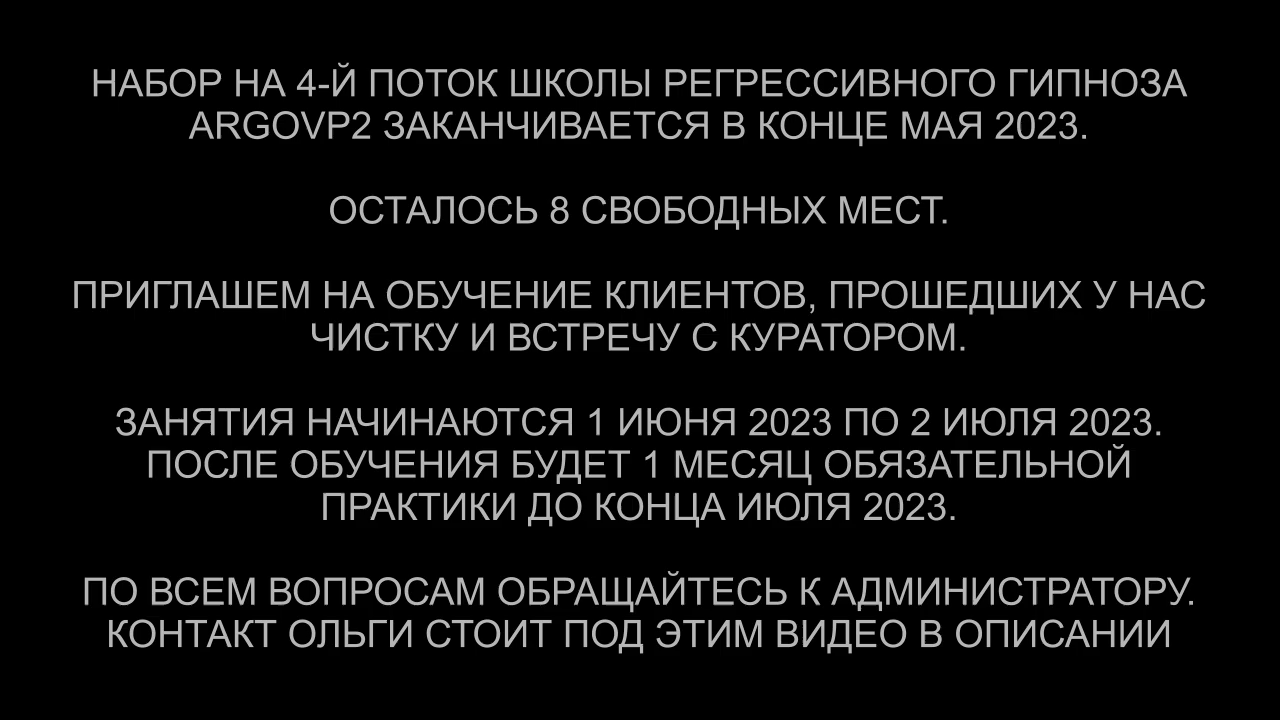 НАБОР НА 4-Й ПОТОК ШКОЛЫ РЕГРЕССИВНОГО ГИПНОЗА
ARGOVP2 ЗАКАНЧИВАЕТСЯ В КОНЦЕ МАЯ 2023.
ОСТАЛОСЬ 8 СВОБОДНЫХ МЕСТ.
ПРИГЛАШЕМ НА ОБУЧЕНИЕ КЛИЕНТОВ, ПРОШЕДШИХ У НАС
ЧИСТКУ И ВСТРЕЧУ С КУРАТОРОМ.
ЗАНЯТИЯ НАЧИНАЮТСЯ 1 ИЮНЯ 2023 ПО 2 ИЮЛЯ 2023.
ПОСЛЕ ОБУЧЕНИЯ БУДЕТ 1 МЕСЯЦ ОБЯЗАТЕЛЬНОЙ
ПРАКТИКИ ДО КОНЦА ИЮЛЯ 2023.
ПО ВСЕМ ВОПРОСАМ ОБРАЩАЙТЕСЬ К АДМИНИСТРАТОРУ.
КОНТАКТ ОЛЬГИ СТОИТ ПОД ЭТИМ ВИДЕО В ОПИСАНИИ